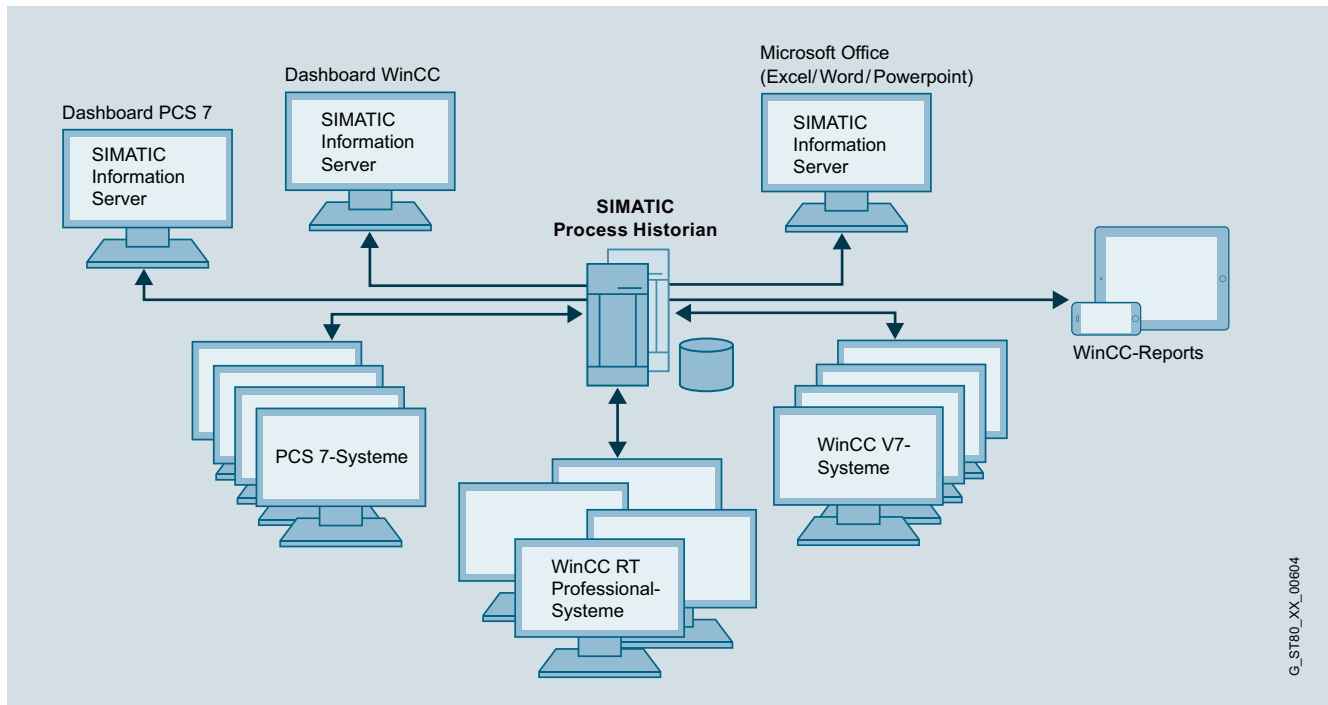 Microsoft Office
(Excel/Word/Powerpoint)
Dashboard WinCC
Dashboard PCS 7
SIMATIC
Information
Server
SIMATIC
Information
Server
SIMATIC
Information
Server
SIMATIC
Process Historian
WinCC-Reports
PCS 7-Systeme
WinCC V7-
Systeme
WinCC RT
Professional-
Systeme
G_ST80_XX_00604